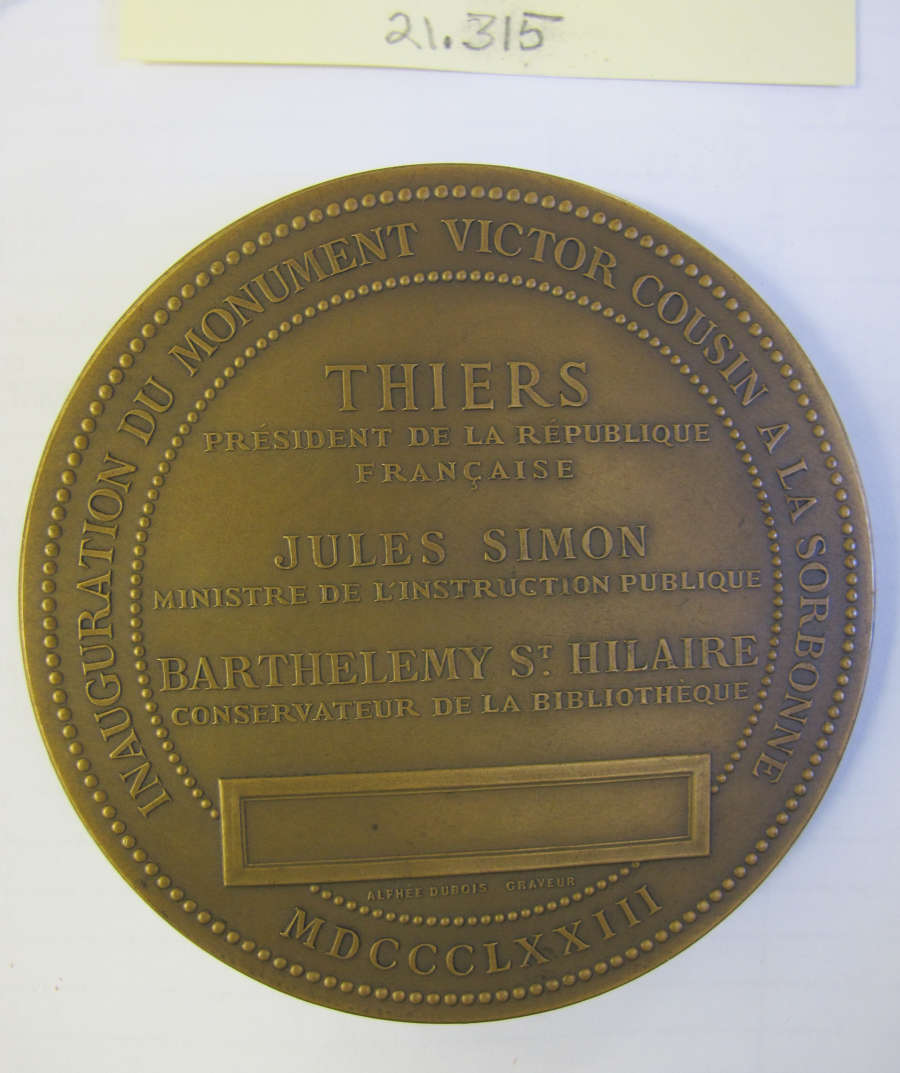 21.315
INAUGURATION DU MONUMENT VICTOR COUSIN A LA SORBONNE
THIERS
PRÉSIDENT DE LA RÉPUBLIQUE
FRANÇAISE
JULES SIMON
MINISTRE DE L'INSTRUCTION PUBLIQUE
BARTHELEMY ST. HILAIRE
CONSERVATEUR DE LA BIBLIOTHÈQUE
ALPHÉE DUBOIS GRAVEUR
MDCCCLXXIII